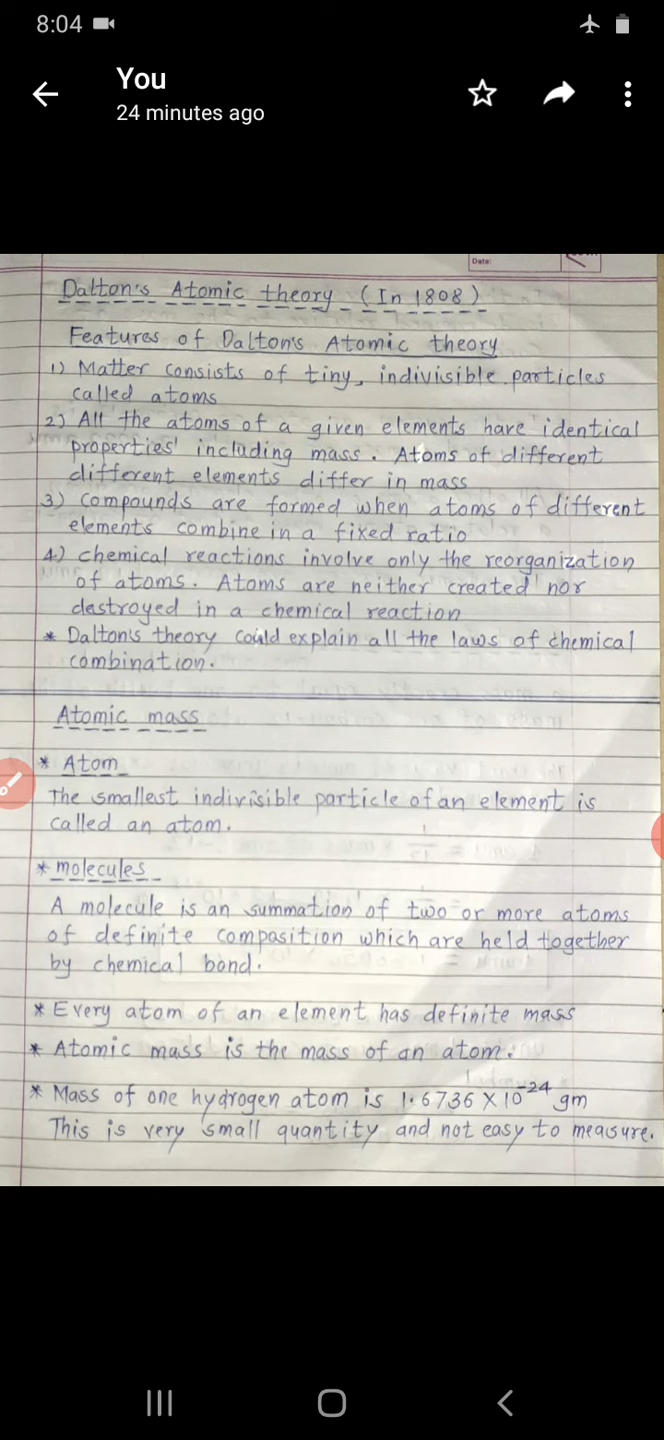 8:04
You
24 minutes ago
Date:
Dalton's Atomic theory (In 1808)
Features of Dalton's Atomic theory
1) Matter consists of tiny, indivisible particles
called atoms
2) All the atoms of a given elements have identical
properties including mass. Atoms of different
different elements differ in mass
3) compounds are formed when atoms of different
elements combine in a fixed ratio
4) chemical reactions involve only the reorganization
of atoms. Atoms are neither created nor
destroyed in a chemical reaction
* Dalton's theory could explain all the laws of chemical
combination.
Atomic mass
* Atom
The smallest indivisible particle of an element is
called an atom.
* molecules
A molecule is an summation of two or more atoms
of definite composition which are held together
by chemical bond.
* Every atom of an element has definite mass
* Atomic mass is the mass of an atom.
* Mass of one hydrogen atom is 1.6736 X 10⁻²⁴ gm
This is very small quantity and not easy to measure.